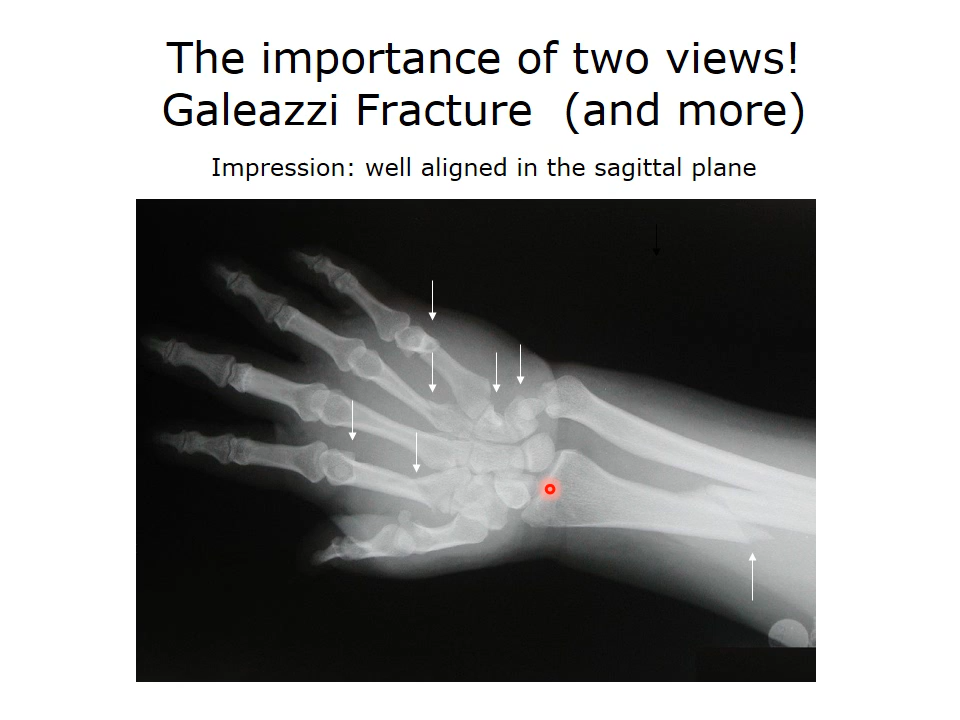 The importance of two views!
Galeazzi Fracture (and more)
Impression: well aligned in the sagittal plane